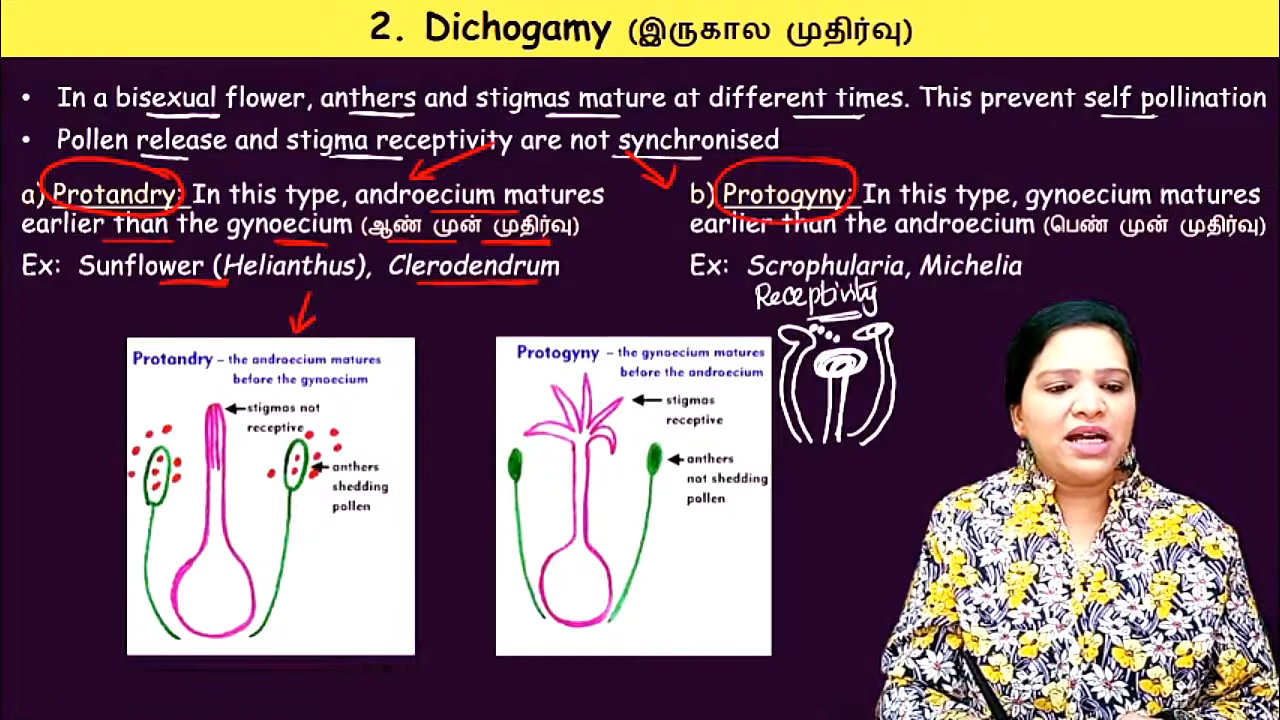 2. Dichogamy (இருகால முதிர்வு)
• In a bisexual flower, anthers and stigmas mature at different times. This prevent self pollination
• Pollen release and stigma receptivity are not synchronised
a) Protandry: In this type, androecium matures
earlier than the gynoecium (ஆண் முன் முதிர்வு)
Ex: Sunflower (Helianthus), Clerodendrum
b) Protogyny: In this type, gynoecium matures
earlier than the androecium (பெண் முன் முதிர்வு)
Ex: Scrophularia, Michelia
Receptivity
Protandry – the androecium matures
before the gynoecium
stigmas not
receptive
anthers
shedding
pollen
Protogyny – the gynoecium matures
before the androecium
stigmas
receptive
anthers
not shedding
pollen